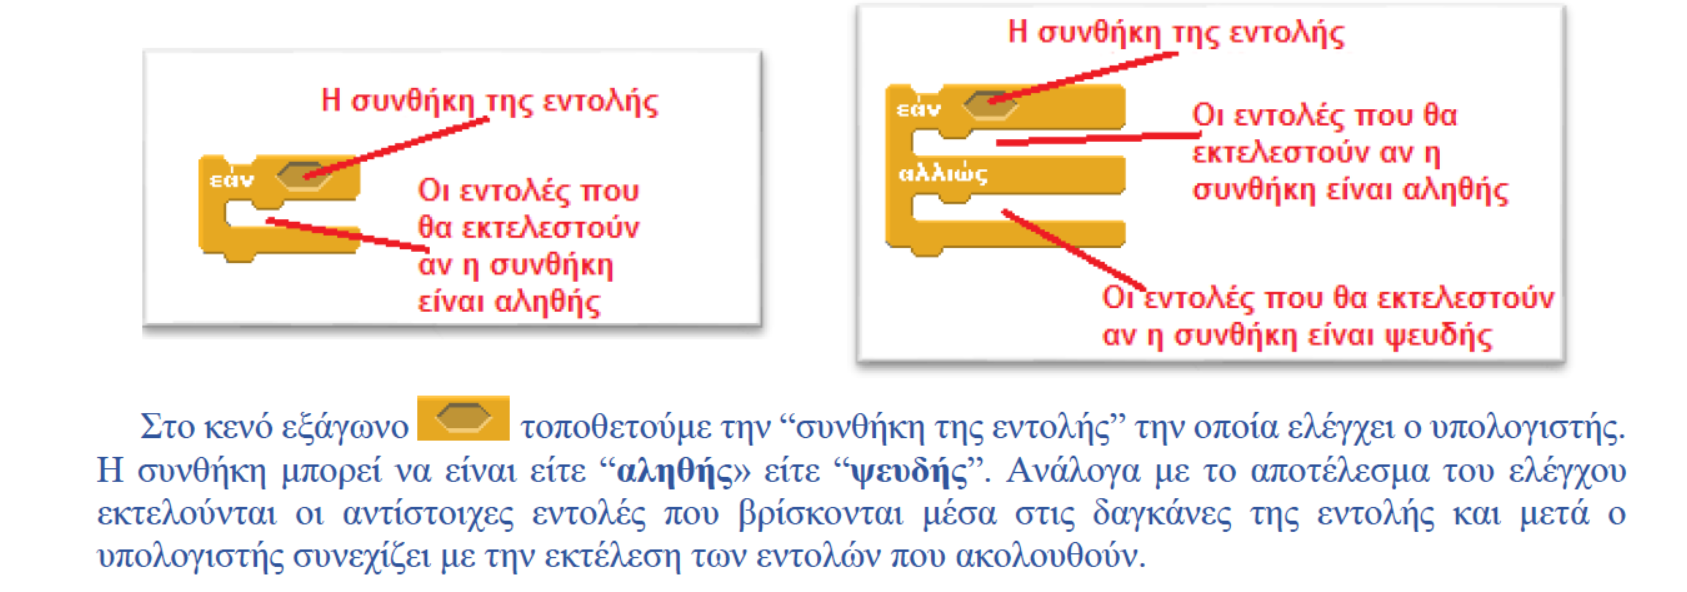 Η συνθήκη της εντολής
εάν
Οι εντολές που
θα εκτελεστούν
αν η συνθήκη
είναι αληθής
Η συνθήκη της εντολής
εάν
Οι εντολές που θα
εκτελεστούν αν η
συνθήκη είναι αληθής
αλλιώς
Οι εντολές που θα εκτελεστούν
αν η συνθήκη είναι ψευδής
Στο κενό εξάγωνο τοποθετούμε την “συνθήκη της εντολής” την οποία ελέγχει ο υπολογιστής.
Η συνθήκη μπορεί να είναι είτε “αληθής» είτε “ψευδής”. Ανάλογα με το αποτέλεσμα του ελέγχου
εκτελούνται οι αντίστοιχες εντολές που βρίσκονται μέσα στις δαγκάνες της εντολής και μετά ο
υπολογιστής συνεχίζει με την εκτέλεση των εντολών που ακολουθούν.